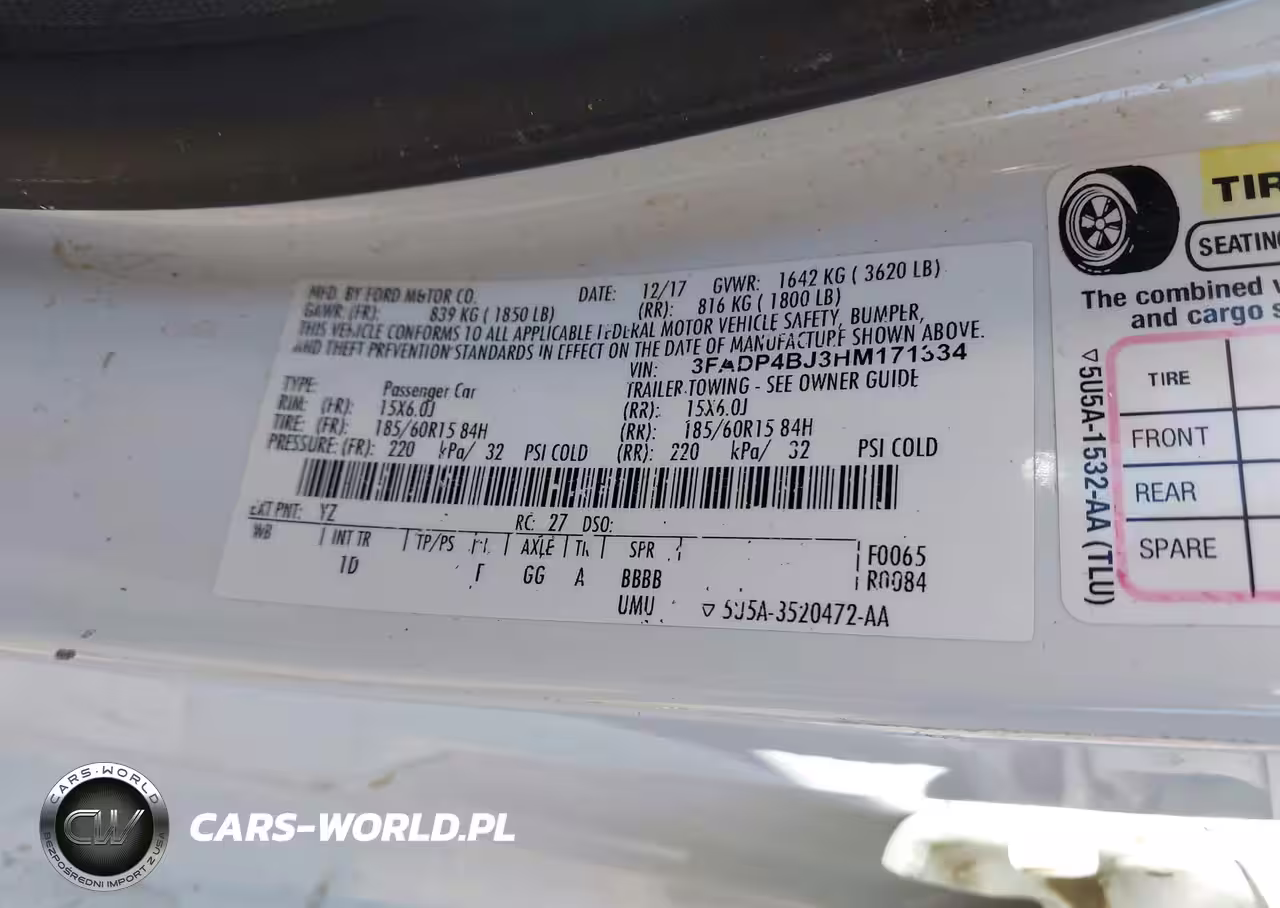 MFD. BY FORD MOTOR CO. DATE: 12/17 GVWR: 1642 KG ( 3620 LB)
GAWR: (FR): 839 KG ( 1850 LB) (RR): 816 KG ( 1800 LB)
THIS VEHICLE CONFORMS TO ALL APPLICABLE FEDERAL MOTOR VEHICLE SAFETY, BUMPER,
AND THEFT PREVENTION STANDARDS IN EFFECT ON THE DATE OF MANUFACTURE SHOWN ABOVE.
VIN: 3FADP4BJ3HM171334
TYPE: Passenger Car TRAILER TOWING - SEE OWNER GUIDE
RIM: (FR): 15X6.0J (RR): 15X6.0J
TIRE: (FR): 185/60R15 84H (RR): 185/60R15 84H
PRESSURE: (FR): 220 kPa/ 32 PSI COLD (RR): 220 kPa/ 32 PSI COLD
EXT PNT: YZ RC: 27 DSO:
WB INT TR TP/PS AXLE TR SPR F0065
1D GG A BBBB R0084
UMU ▽ 5U5A-3520472-AA
TIR
SEATING
The combined
and cargo
▽5U5A-1532-AA (TLU)
TIRE
FRONT
REAR
SPARE
CARS-WORLD
CW
BEZPOŚREDNI IMPORT Z USA
CARS-WORLD.PL